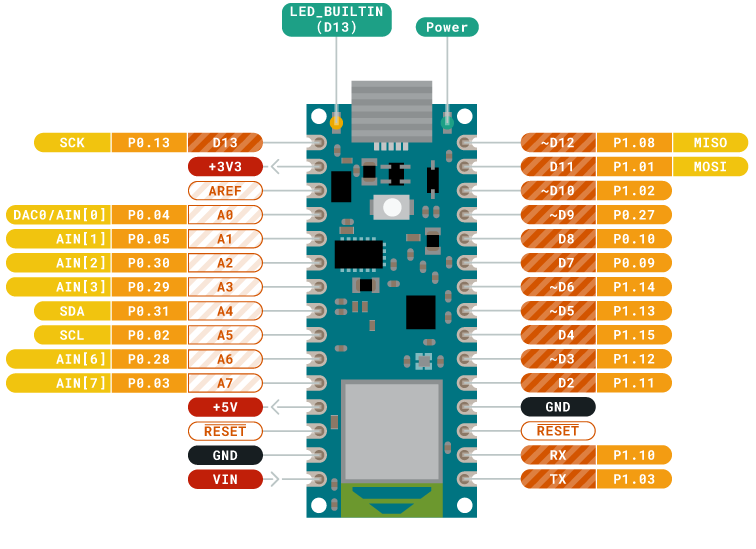 LED_BUILTIN
(D13)
Power
SCK P0.13 D13
~D12 P1.08 MISO
+3V3
D11 P1.01 MOSI
AREF
~D10 P1.02
DAC0/AIN[0] P0.04 A0
~D9 P0.27
AIN[1] P0.05 A1
D8 P0.10
AIN[2] P0.30 A2
D7 P0.09
AIN[3] P0.29 A3
~D6 P1.14
SDA P0.31 A4
~D5 P1.13
SCL P0.02 A5
D4 P1.15
AIN[6] P0.28 A6
~D3 P1.12
AIN[7] P0.03 A7
D2 P1.11
+5V
GND
RESET
RESET
GND
RX P1.10
VIN
TX P1.03